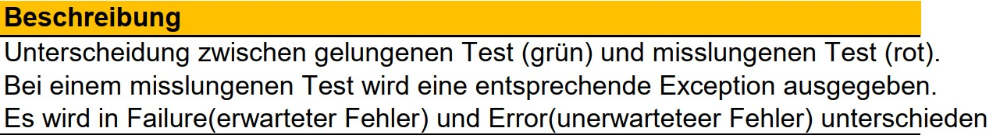 Beschreibung
Unterscheidung zwischen gelungenen Test (grün) und misslungenen Test (rot).
Bei einem misslungenen Test wird eine entsprechende Exception ausgegeben.
Es wird in Failure(erwarteter Fehler) und Error(unerwarteteer Fehler) unterschieden